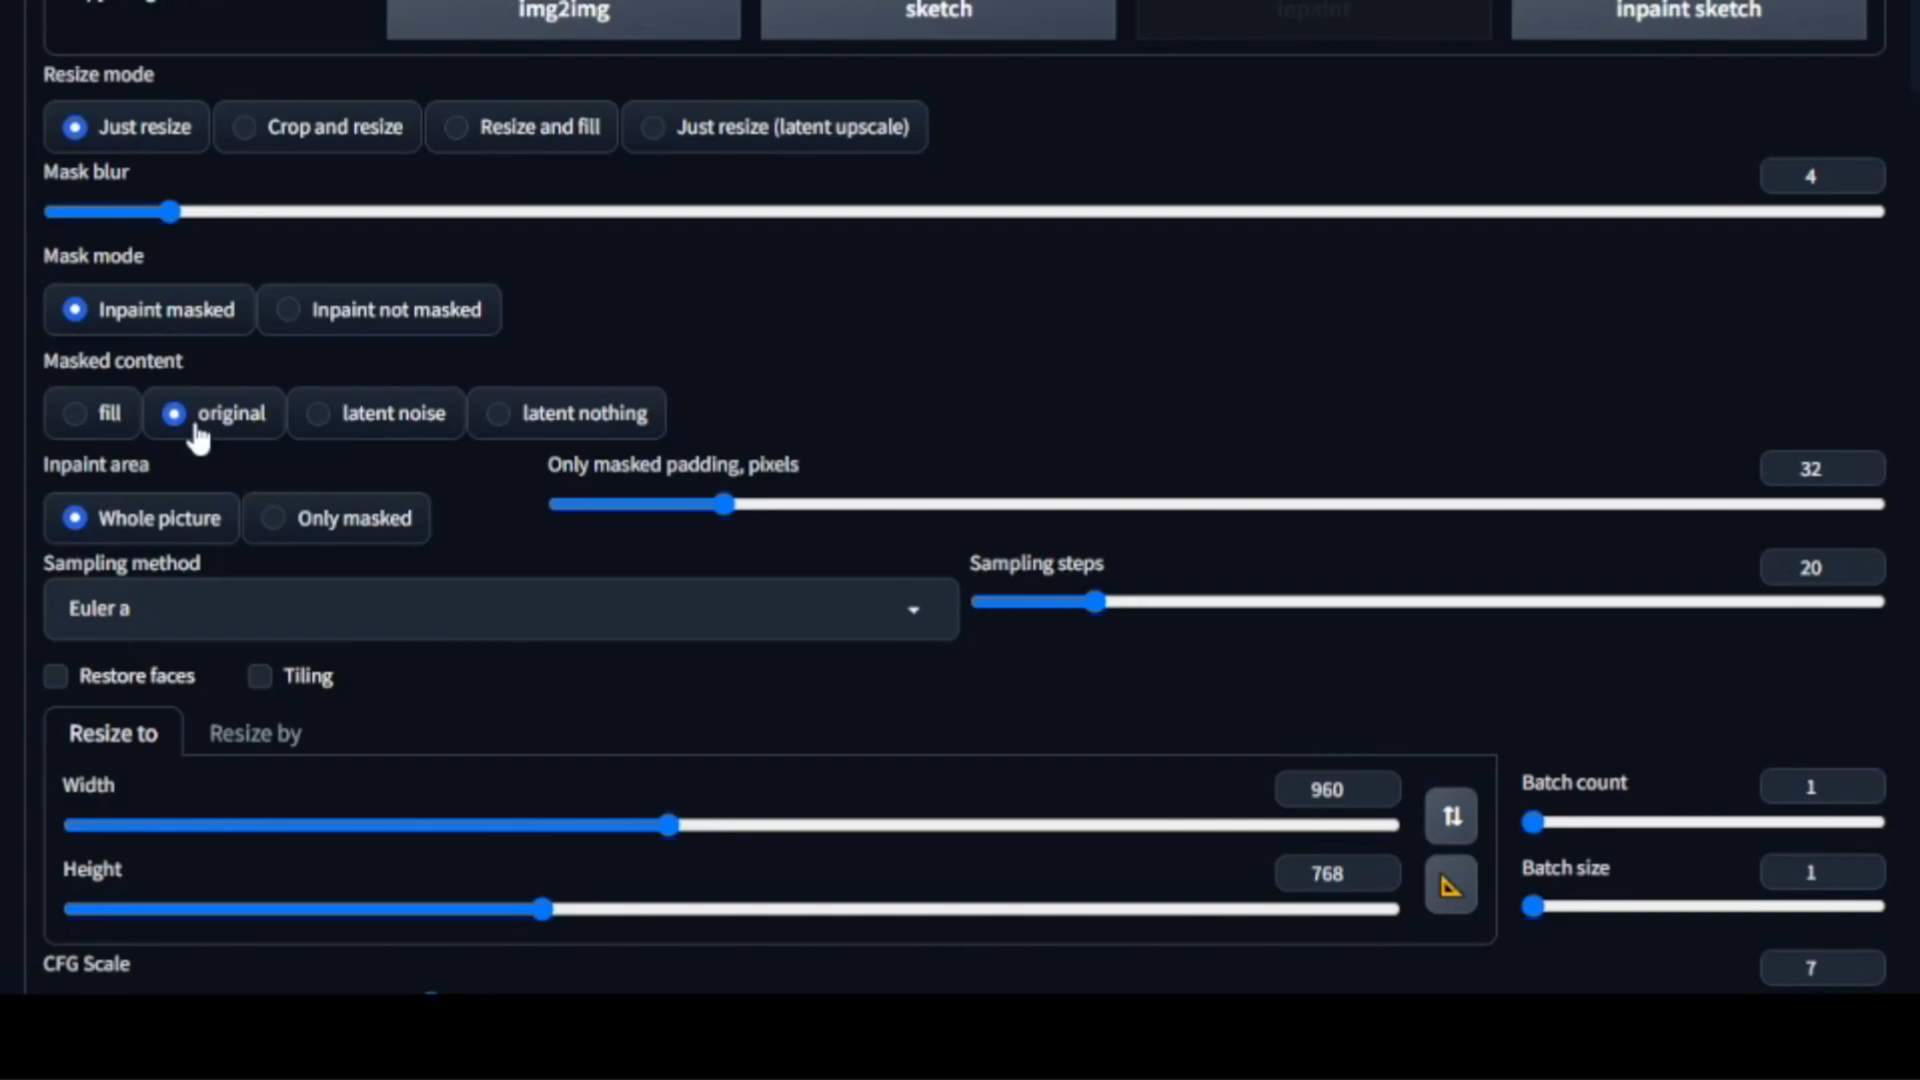 img2img sketch inpaint inpaint sketch
Resize mode
Just resize Crop and resize Resize and fill Just resize (latent upscale)
Mask blur 4
Mask mode
Inpaint masked Inpaint not masked
Masked content
fill original latent noise latent nothing
Inpaint area Only masked padding, pixels 32
Whole picture Only masked
Sampling method Sampling steps 20
Euler a
Restore faces Tiling
Resize to Resize by
Width 960 Batch count 1
Height 768 Batch size 1
CFG Scale 7